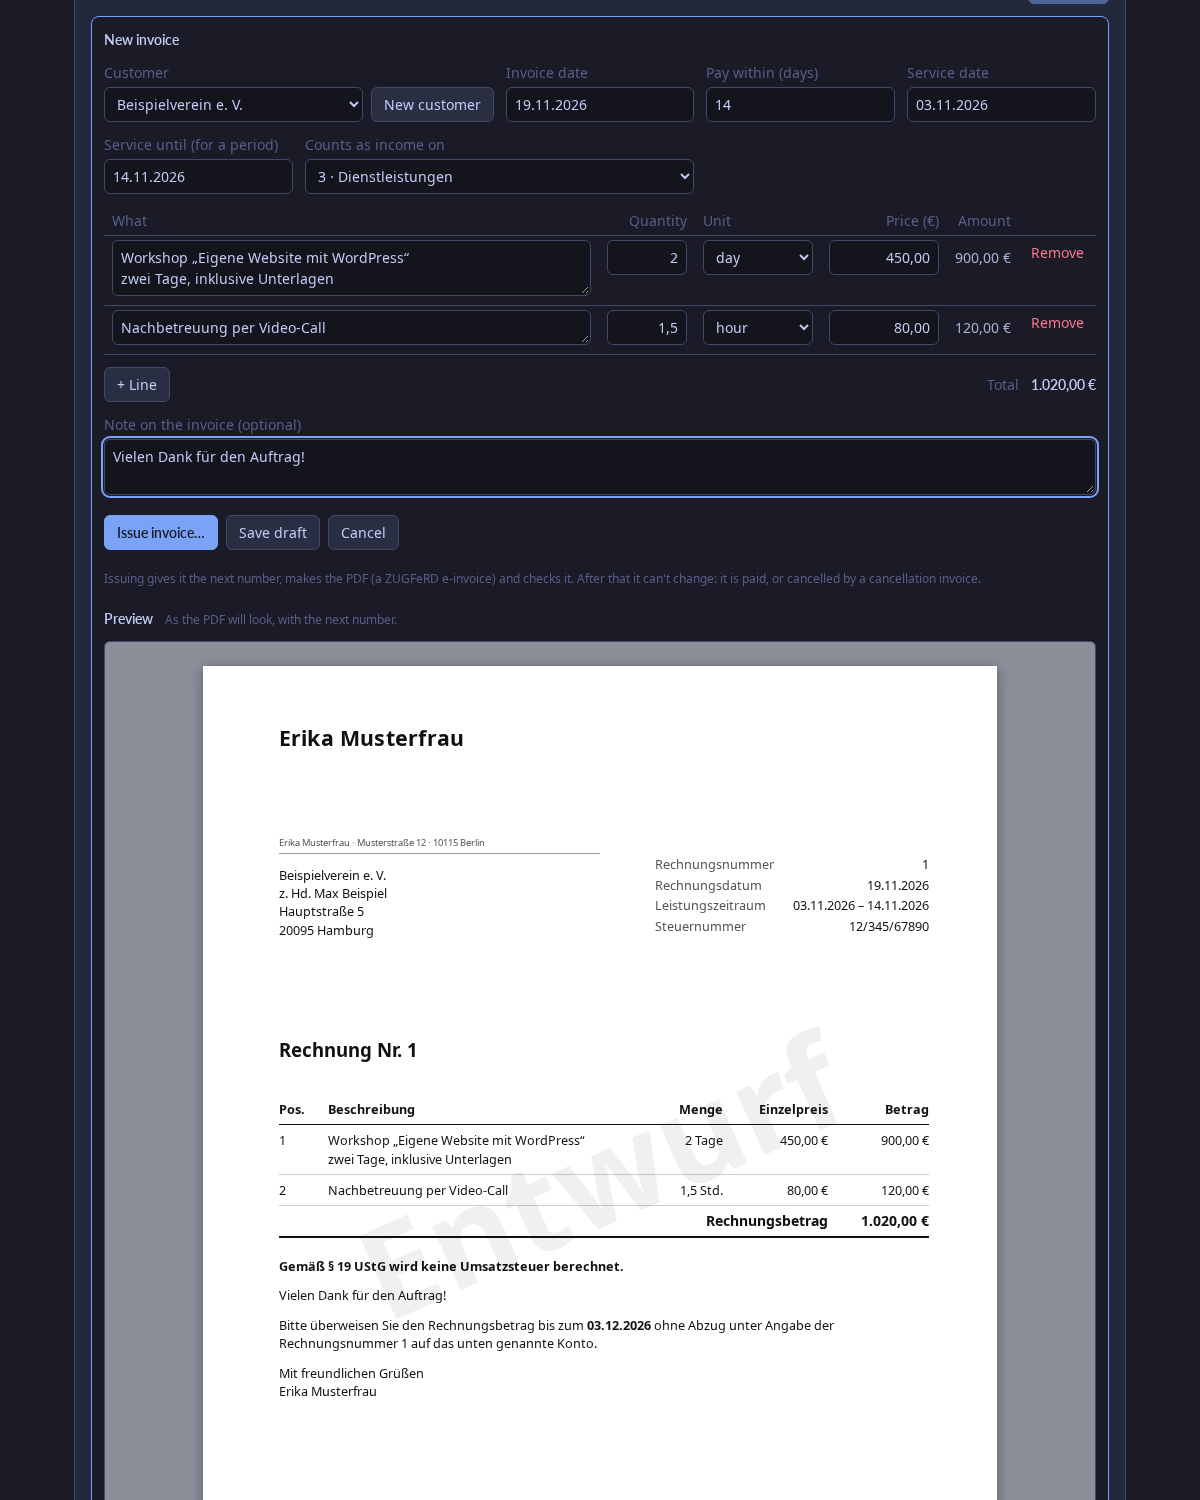 New invoice
Customer
Invoice date
Pay within (days)
Service date
Beispielverein e. V.
New customer
19.11.2026
14
03.11.2026
Service until (for a period)
Counts as income on
14.11.2026
3 · Dienstleistungen
What Quantity Unit Price (€) Amount
Workshop „Eigene Website mit WordPress“
zwei Tage, inklusive Unterlagen
2 day 450,00 900,00 € Remove
Nachbetreuung per Video-Call 1,5 hour 80,00 120,00 € Remove
+ Line
Total 1.020,00 €
Note on the invoice (optional)
Vielen Dank für den Auftrag!
Issue invoice…
Save draft
Cancel
Issuing gives it the next number, makes the PDF (a ZUGFeRD e-invoice) and checks it. After that it can't change: it is paid, or cancelled by a cancellation invoice.
Preview As the PDF will look, with the next number.
Erika Musterfrau
Erika Musterfrau · Musterstraße 12 · 10115 Berlin
Beispielverein e. V.
z. Hd. Max Beispiel
Hauptstraße 5
20095 Hamburg
Rechnungsnummer 1
Rechnungsdatum 19.11.2026
Leistungszeitraum 03.11.2026 – 14.11.2026
Steuernummer 12/345/67890
Rechnung Nr. 1
Entwurf
Pos. Beschreibung Menge Einzelpreis Betrag
1 Workshop „Eigene Website mit WordPress“ 2 Tage 450,00 € 900,00 €
zwei Tage, inklusive Unterlagen
2 Nachbetreuung per Video-Call 1,5 Std. 80,00 € 120,00 €
Rechnungsbetrag 1.020,00 €
Gemäß § 19 UStG wird keine Umsatzsteuer berechnet.
Vielen Dank für den Auftrag!
Bitte überweisen Sie den Rechnungsbetrag bis zum 03.12.2026 ohne Abzug unter Angabe der
Rechnungsnummer 1 auf das unten genannte Konto.
Mit freundlichen Grüßen
Erika Musterfrau